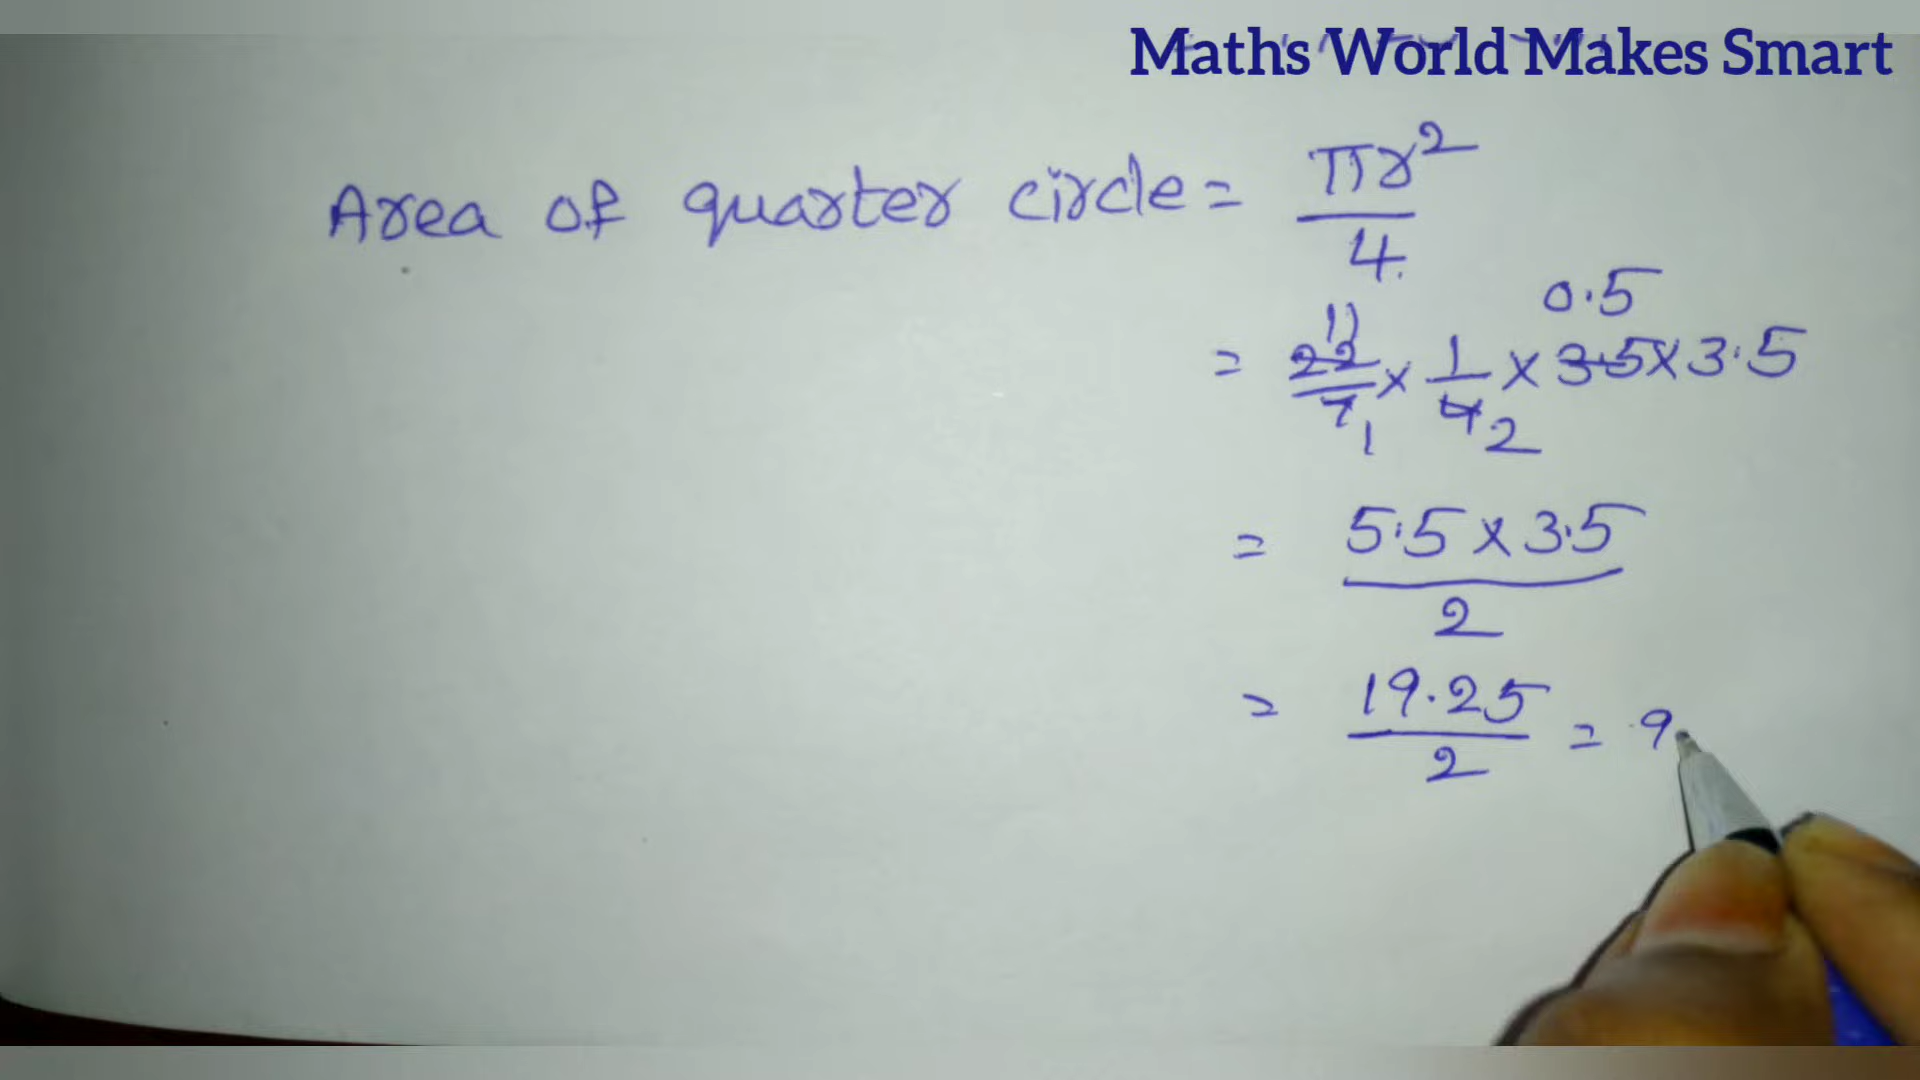 Maths World Makes Smart
Area of quarter circle = πr²/4
= 22/7 × 1/4 × 3.5 × 3.5
11 0.5
1 2
= 5.5 × 3.5 / 2
= 19.25 / 2 = 9.